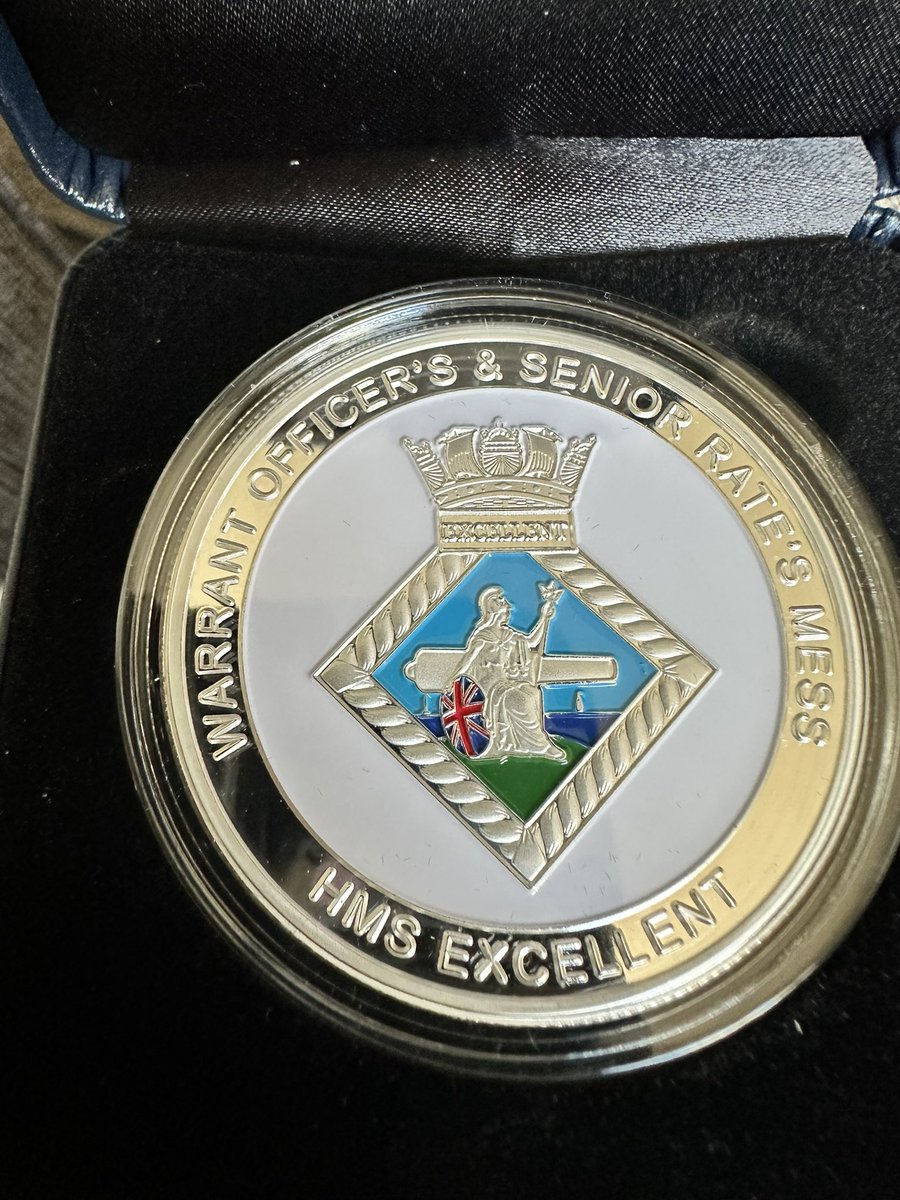 WARRANT OFFICER'S & SENIOR RATE'S MESS
EXCELLENT
HMS EXCELLENT